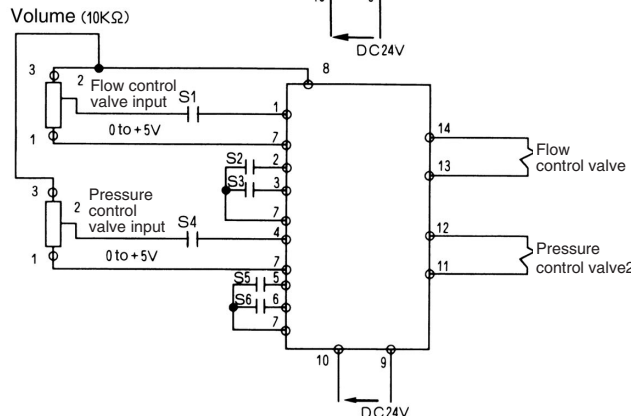 DC24V
Volume (10KΩ)
8
3
2 Flow control
valve input
S1
1
14
0 to +5V
Flow
control valve
1
7
S2
2
13
S3
3
3
Pressure
2 control
valve input
7
S4
4
12
0 to +5V
Pressure
control valve2
1
7
11
S5
5
S6
6
7
10
9
DC24V